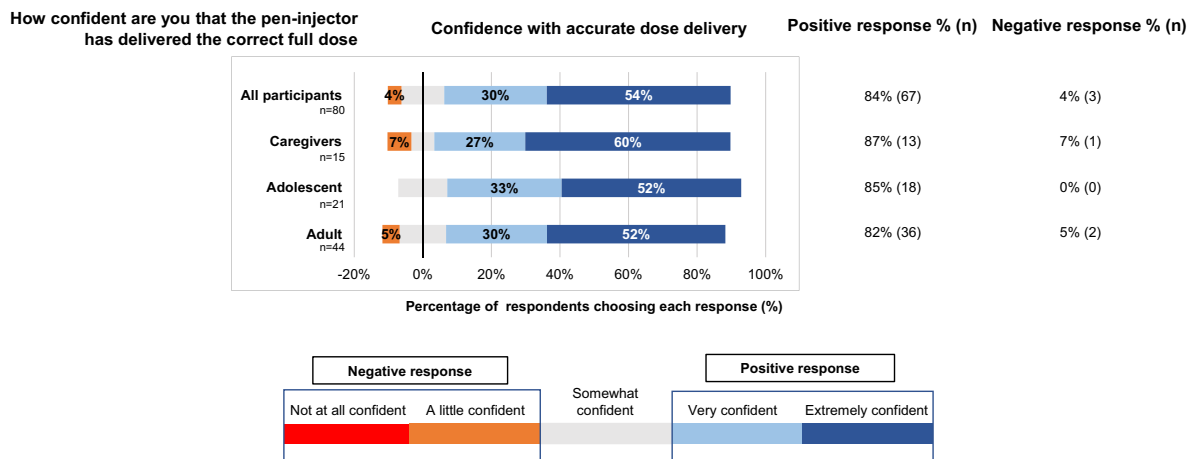 How confident are you that the pen-injector
has delivered the correct full dose
Confidence with accurate dose delivery
Positive response % (n)
Negative response % (n)
All participants
n=80
4%
30%
54%
84% (67)
4% (3)
Caregivers
n=15
7%
27%
60%
87% (13)
7% (1)
Adolescent
n=21
33%
52%
85% (18)
0% (0)
Adult
n=44
5%
30%
52%
82% (36)
5% (2)
-20%
0%
20%
40%
60%
80%
100%
Percentage of respondents choosing each response (%)
Negative response
Positive response
Not at all confident
A little confident
Somewhat
confident
Very confident
Extremely confident